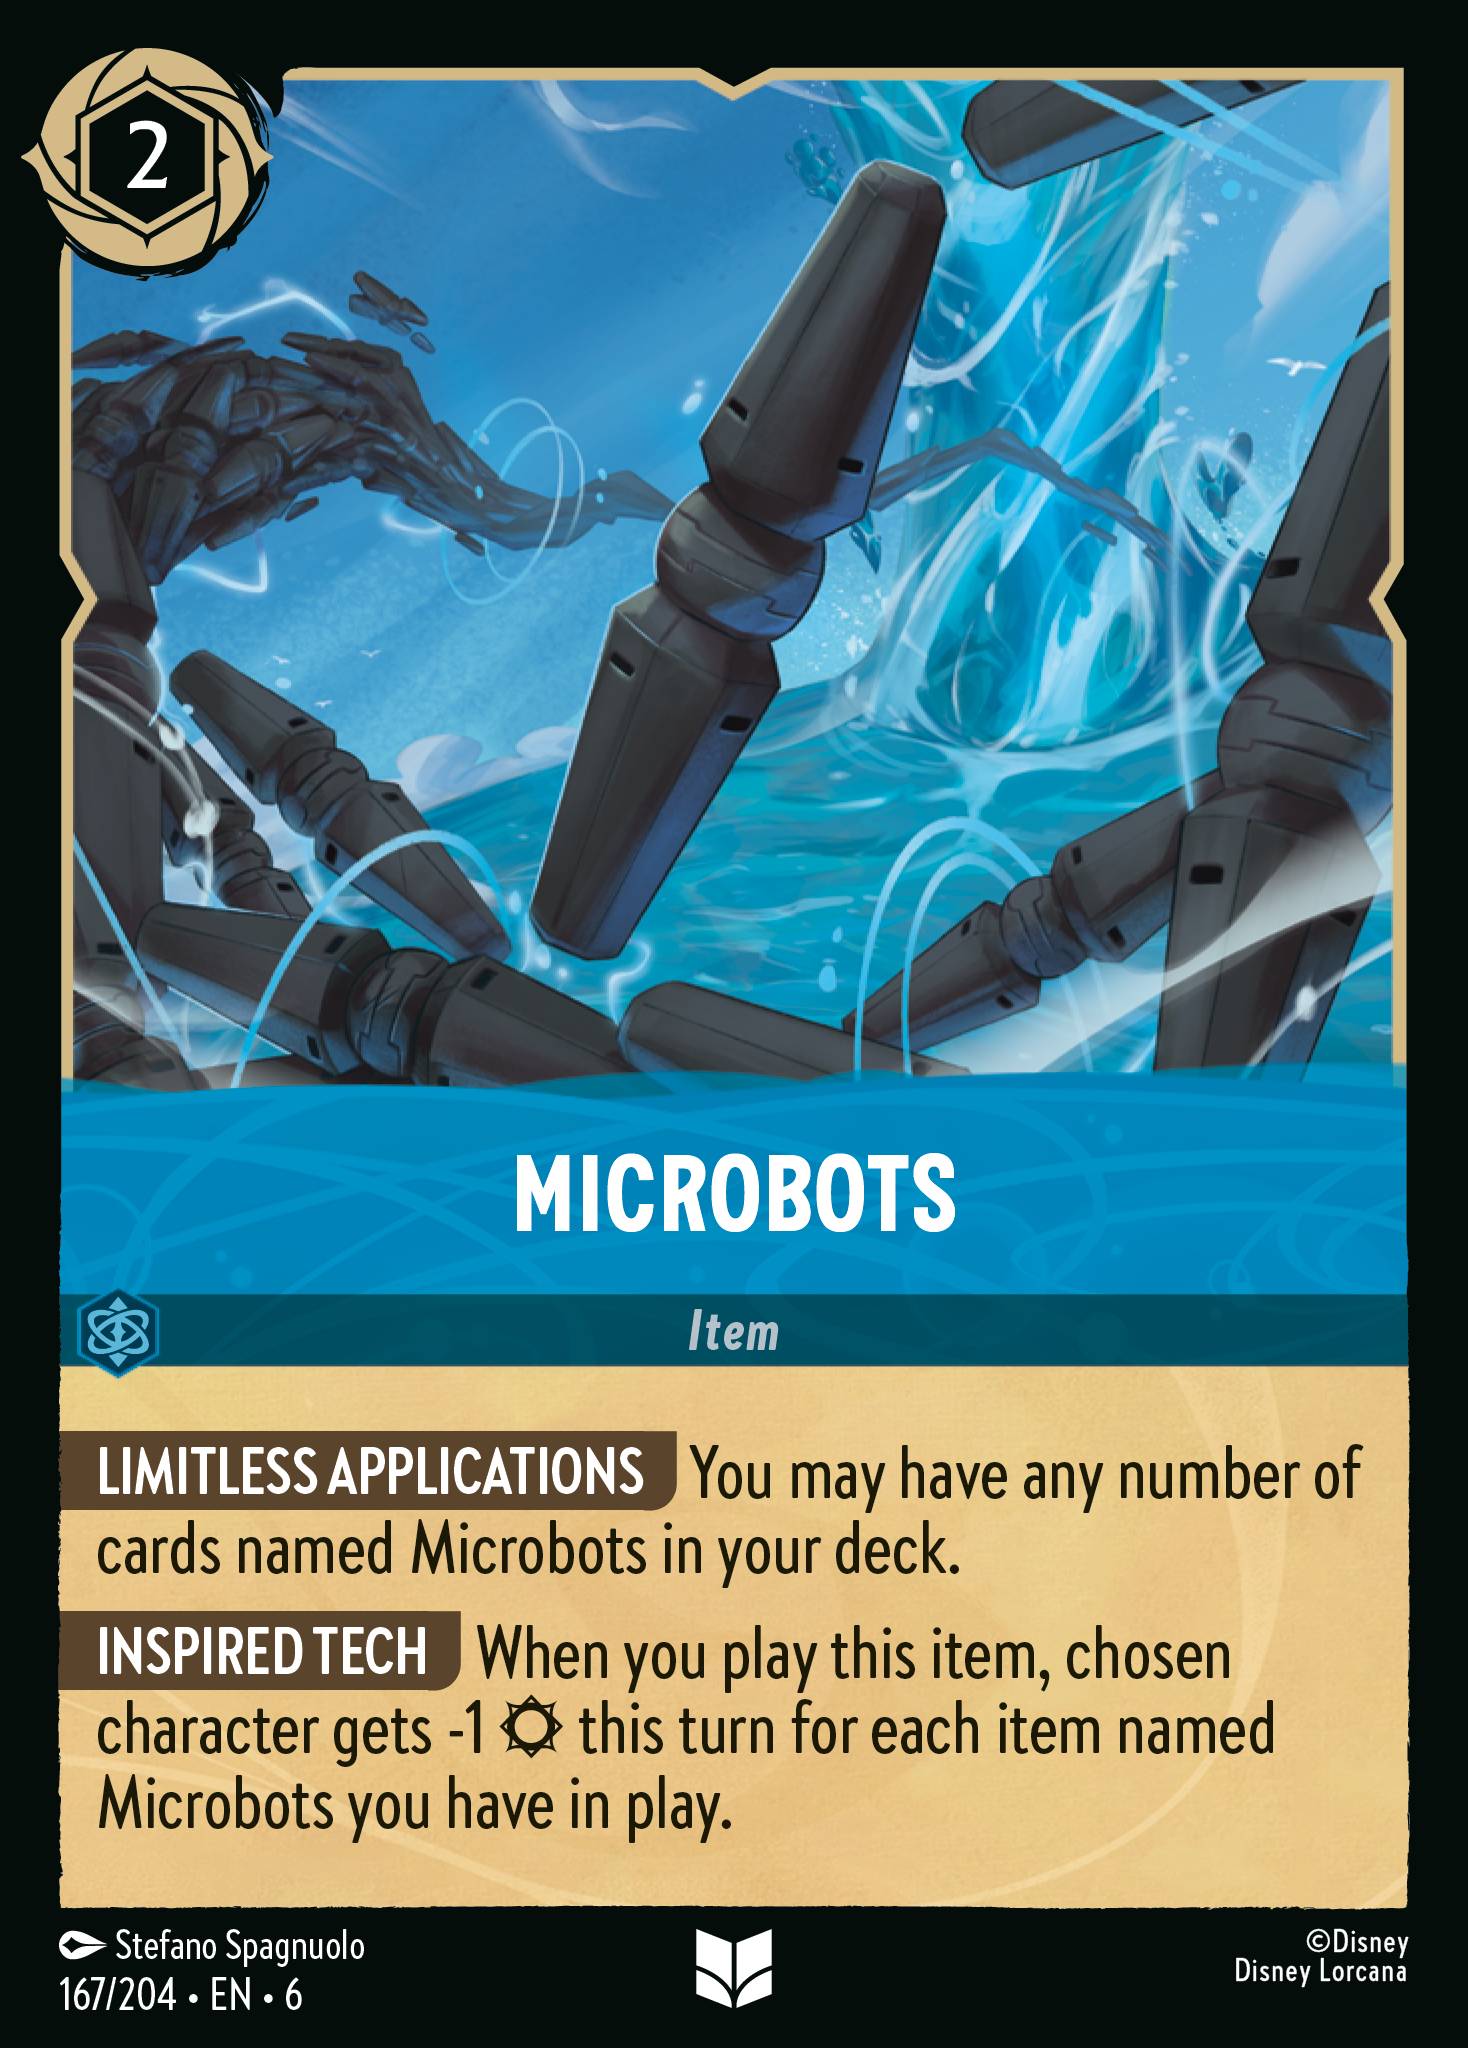 2
MICROBOTS
Item
LIMITLESS APPLICATIONS You may have any number of
cards named Microbots in your deck.
INSPIRED TECH When you play this item, chosen
character gets -1 this turn for each item named
Microbots you have in play.
Stefano Spagnuolo
167/204 • EN • 6
©Disney
Disney Lorcana